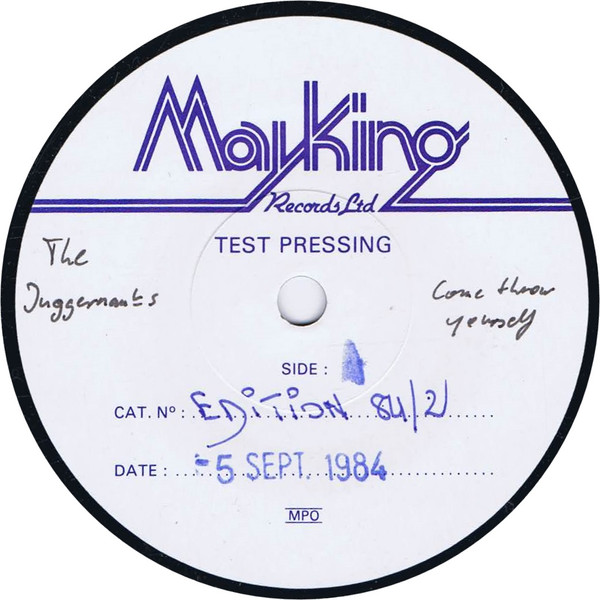 MayKing
Records Ltd
TEST PRESSING
The
Juggernauts
Come throw
yourself
SIDE :
CAT. Nº : EDITION 84/2
DATE : -5 SEPT. 1984
MPO